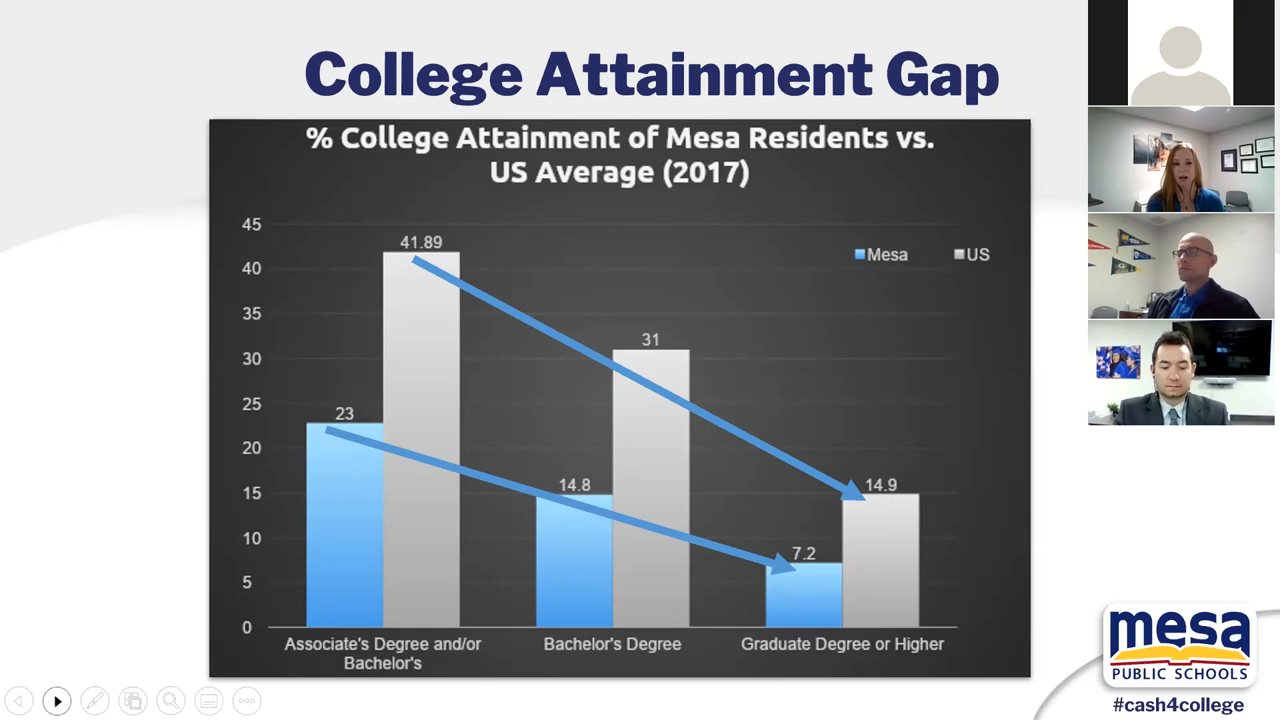 College Attainment Gap
% College Attainment of Mesa Residents vs.
US Average (2017)
45
40
35
30
25
20
15
10
5
0
41.89
23
31
14.8
14.9
7.2
Mesa
US
Associate's Degree and/or
Bachelor's
Bachelor's Degree
Graduate Degree or Higher
mesa
PUBLIC SCHOOLS
#cash4college